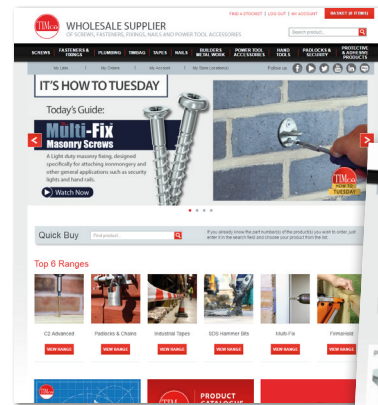 FIND A STOCKIST | LOG OUT | MY ACCOUNT
BASKET (0 ITEMS)
TIMco
WHOLESALE SUPPLIER
OF SCREWS, FASTENERS, FIXINGS, NAILS AND POWER TOOL ACCESSORIES
Search product...
SCREWS
FASTENERS & FIXINGS
PLUMBING
TIMBAG
TAPES
NAILS
BUILDERS METAL WORK
POWER TOOL ACCESSORIES
HAND TOOLS
PADLOCKS & SECURITY
PROTECTIVE & ADHESIVE PRODUCTS
My Lists
My Orders
My Account
Follow us
IT'S HOW TO TUESDAY
Today's Guide:
Multi-Fix
Masonry Screws
A Light duty masonry fixing, designed
specifically for attaching ironmongery and
other general applications such as security
lights and hand rails.
Watch Now
TIMco
HOW TO
TUESDAY
Quick Buy
Find product...
If you already know the part number(s) of the product(s) you wish to order, just
enter it in the search field and choose your product from the list.
Top 6 Ranges
C2 Advanced
Padlocks & Chains
Industrial Tapes
SDS Hammer Bits
Multi-Fix
FirmaHold
VIEW RANGE
VIEW RANGE
VIEW RANGE
VIEW RANGE
VIEW RANGE
VIEW RANGE
TIM
PRODUCT
CATALOGUE